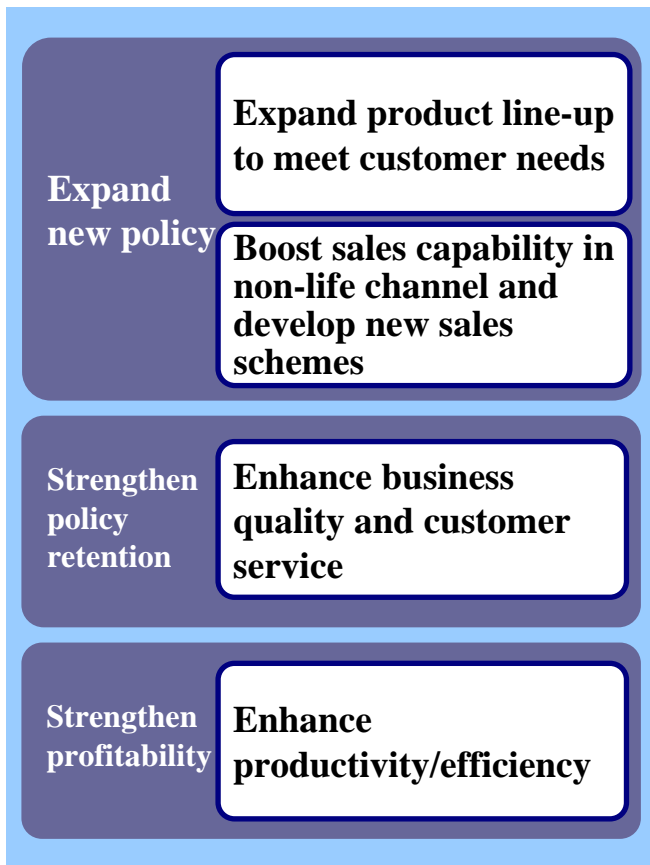 Expand
new policy
Expand product line-up
to meet customer needs
Boost sales capability in
non-life channel and
develop new sales
schemes
Strengthen
policy
retention
Enhance business
quality and customer
service
Strengthen
profitability
Enhance
productivity/efficiency